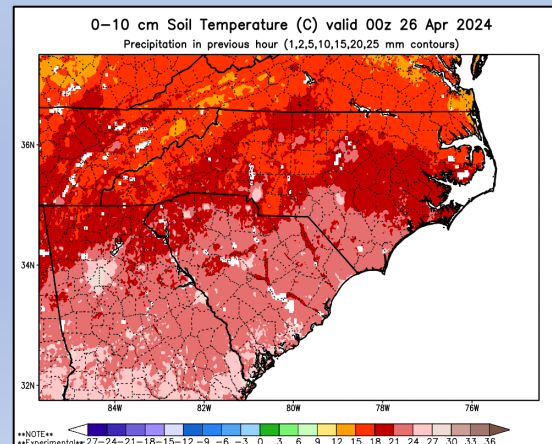 0-10 cm Soil Temperature (C) valid 00z 26 Apr 2024
Precipitation in previous hour (1,2,5,10,15,20,25 mm contours)
36N
34N
32N
84W 82W 80W 78W 76W
**NOTE**
**Experimental**
-27-24-21-18-15-12-9 -6 -3 0 3 6 9 12 15 18 21 24 27 30 33 36